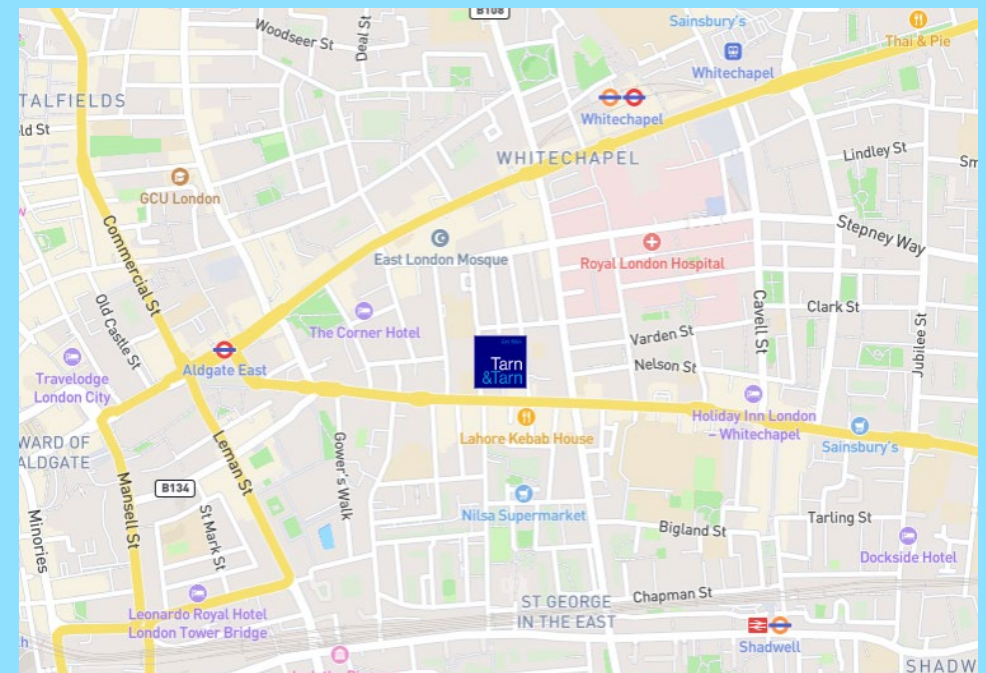 B108
Sainsbury's
Thai & Pie
Woodseer St
Deal St
Whitechapel
TALFIELDS
Whitechapel
ld St
WHITECHAPEL
Lindley St
Sm
GCU London
Commercial St
Stepney Way
East London Mosque
Royal London Hospital
Old Castle St
The Corner Hotel
Cavell St
Clark St
Jubilee St
Varden St
Nelson St
Aldgate East
Travelodge
London City
Tarn
&Tarn
Lahore Kebab House
Holiday Inn London
– Whitechapel
Sainsbury's
WARD OF
ALDGATE
Leman St
Gower's Walk
Mansell St
B134
St Mark St
Minories
Nilsa Supermarket
Bigland St
Tarling St
Dockside Hotel
Leonardo Royal Hotel
London Tower Bridge
ST GEORGE
IN THE EAST
Chapman St
Shadwell
SHADW